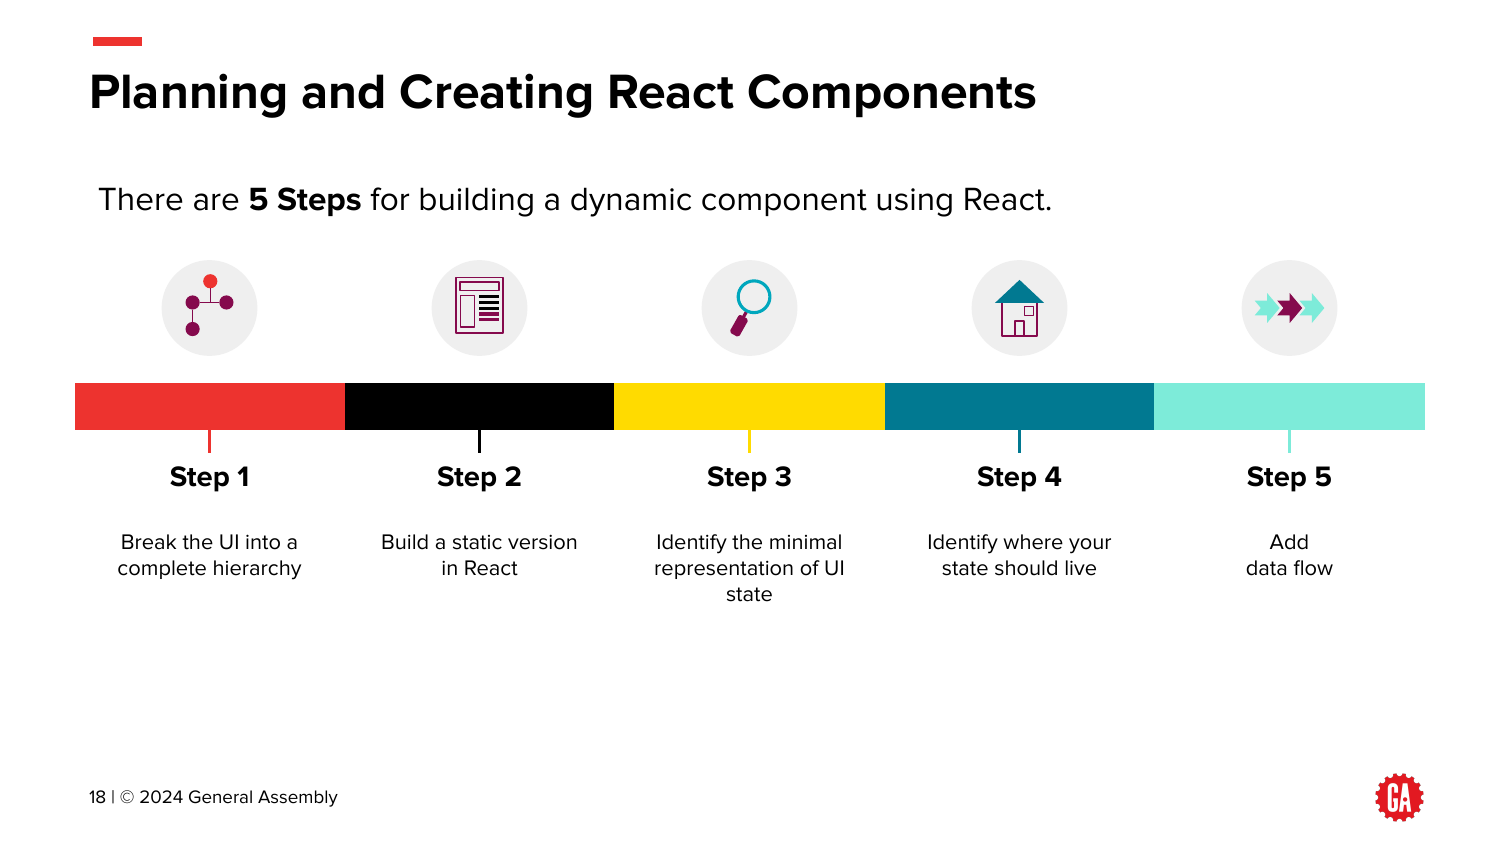 Planning and Creating React Components
There are 5 Steps for building a dynamic component using React.
Step 1
Break the UI into a
complete hierarchy
Step 2
Build a static version
in React
Step 3
Identify the minimal
representation of UI
state
Step 4
Identify where your
state should live
Step 5
Add
data flow
18 | © 2024 General Assembly
GA